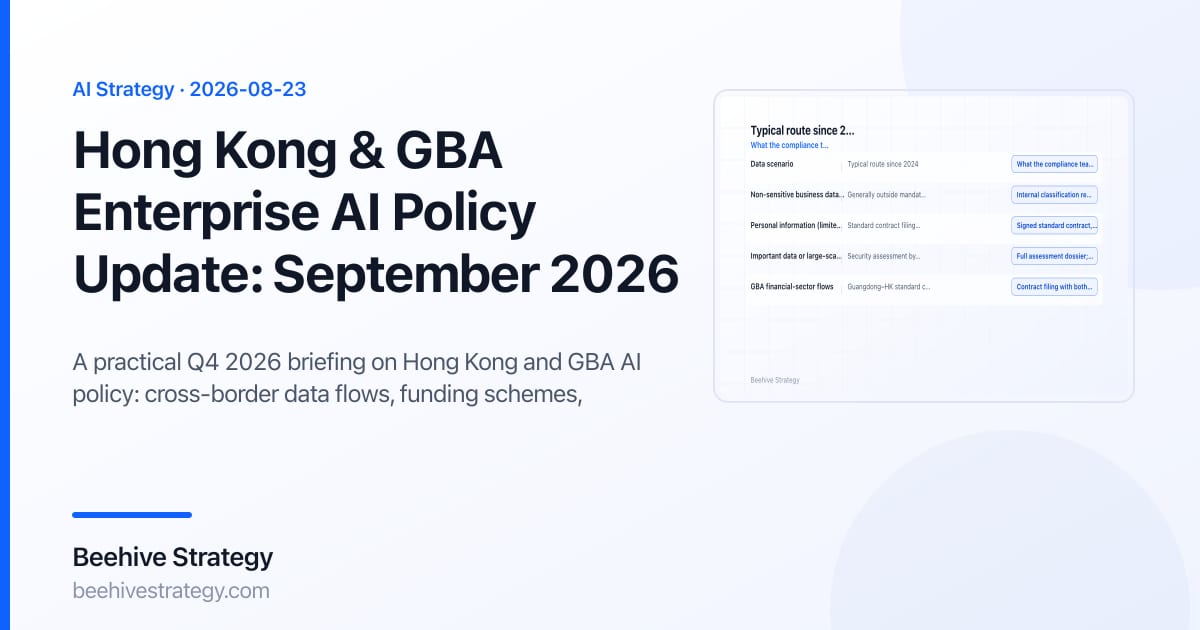 AI Strategy · 2026-08-23
Hong Kong & GBA
Enterprise AI Policy
Update: September 2026
A practical Q4 2026 briefing on Hong Kong and GBA AI
policy: cross-border data flows, funding schemes,
Beehive Strategy
beehivestrategy.com
Typical route since 2...
What the compliance t...
Data scenario Typical route since 2024 What the compliance tea...
Non-sensitive business data... Generally outside mandat... Internal classification re...
Personal information (limite... Standard contract filing... Signed standard contract,...
Important data or large-sca... Security assessment by... Full assessment dossier;...
GBA financial-sector flows Guangdong–HK standard c... Contract filing with both...
Beehive Strategy